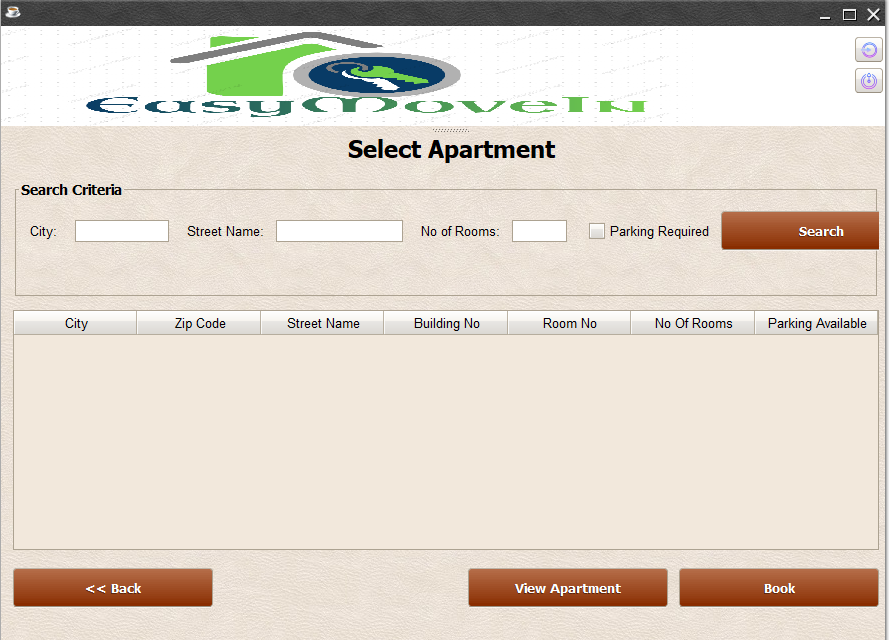 EasyMoveIn
Select Apartment
Search Criteria
City: Street Name: No of Rooms: Parking Required Search
City Zip Code Street Name Building No Room No No Of Rooms Parking Available
<< Back View Apartment Book